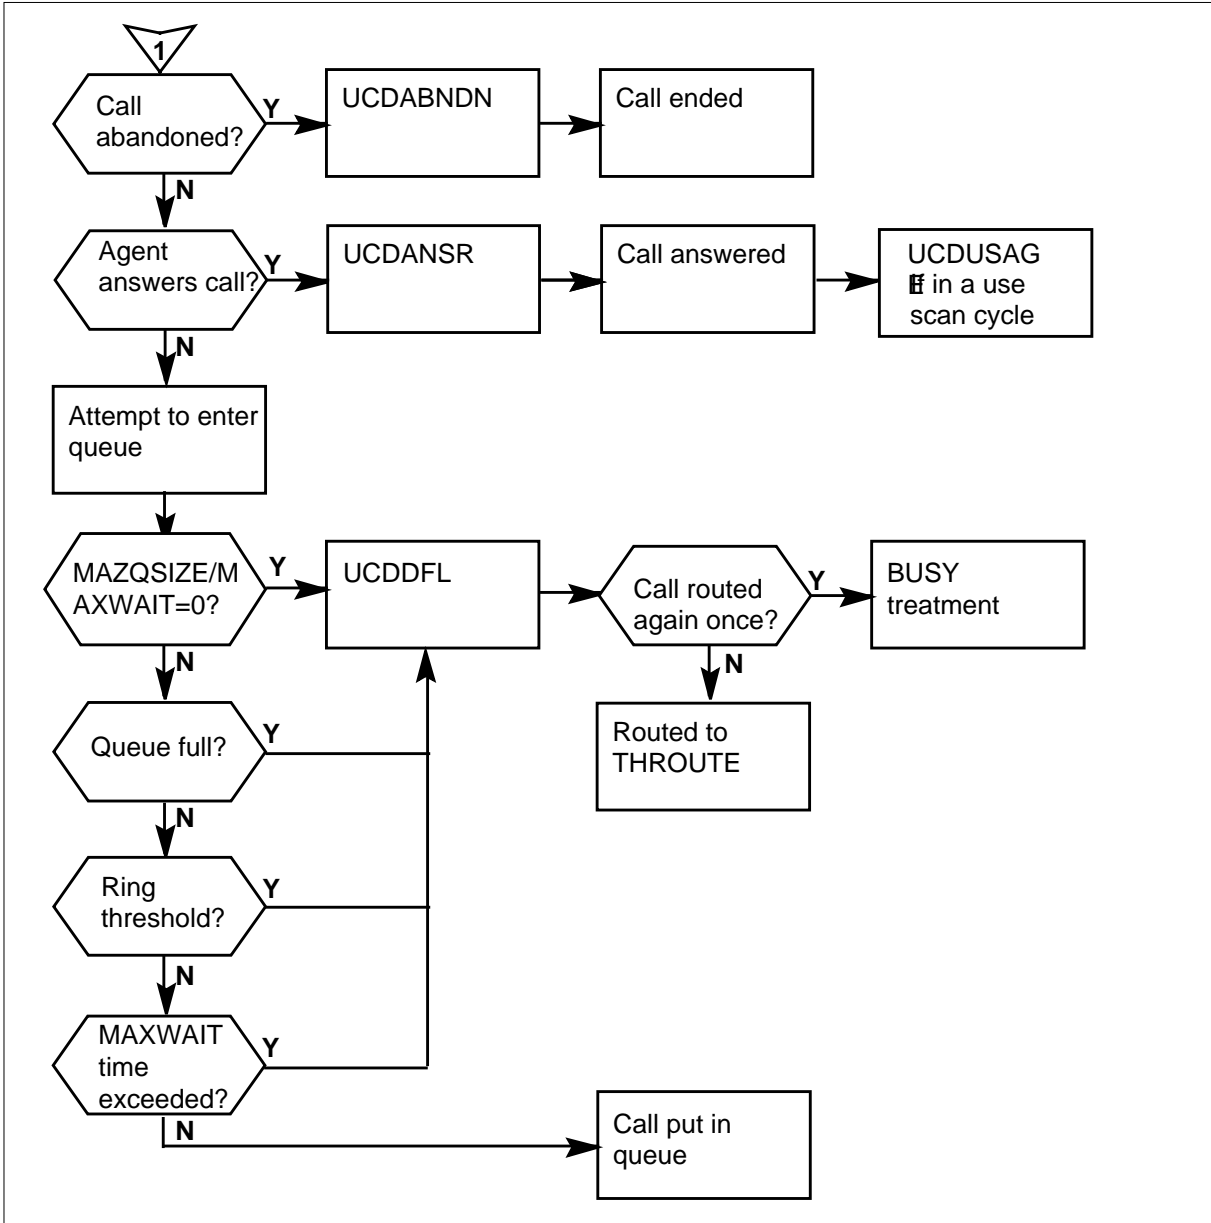 1
Call
abandoned?
Y
UCDABNDN
Call ended
N
Agent
answers call?
Y
UCDANSR
Call answered
UCDUSAG
If in a use
scan cycle
N
Attempt to enter
queue
MAZQSIZE/M
AXWAIT=0?
Y
UCDDFL
Call routed
again once?
Y
BUSY
treatment
N
N
Routed to
THROUTE
Queue full?
Y
N
Ring
threshold?
Y
N
MAXWAIT
time
exceeded?
Y
N
Call put in
queue